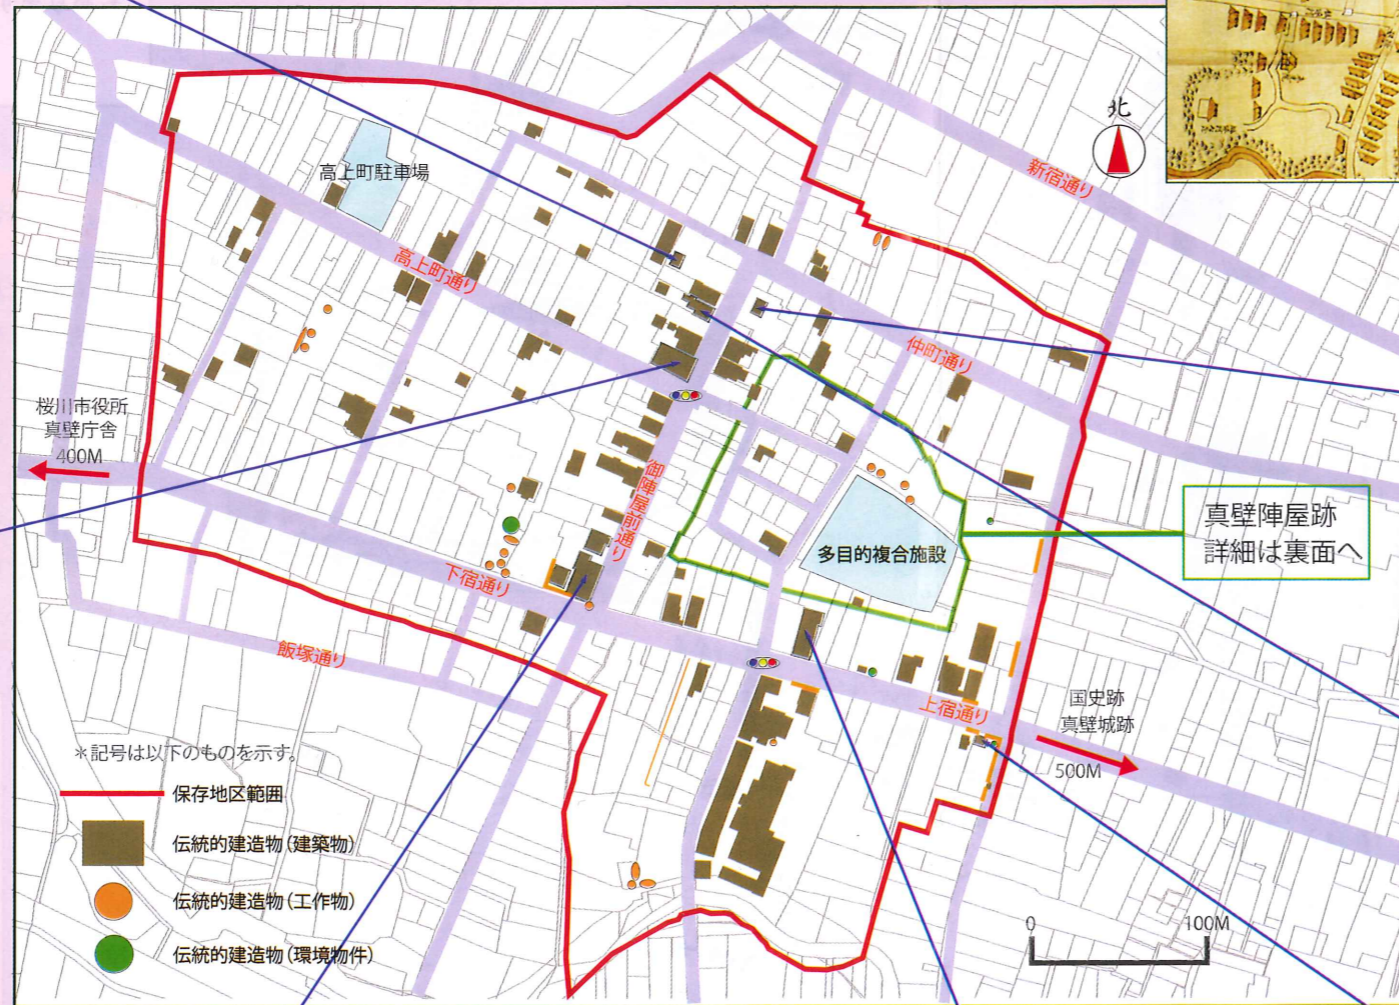 北
新宿通り
高上町駐車場
高上町通り
仲町通り
桜川市役所
真壁庁舎
400M
御陣屋前通り
真壁陣屋跡
詳細は裏面へ
多目的複合施設
下宿通り
飯塚通り
上宿通り
国史跡
真壁城跡
500M
*記号は以下のものを示す。
保存地区範囲
伝統的建造物(建築物)
伝統的建造物(工作物)
伝統的建造物(環境物件)
0 100M